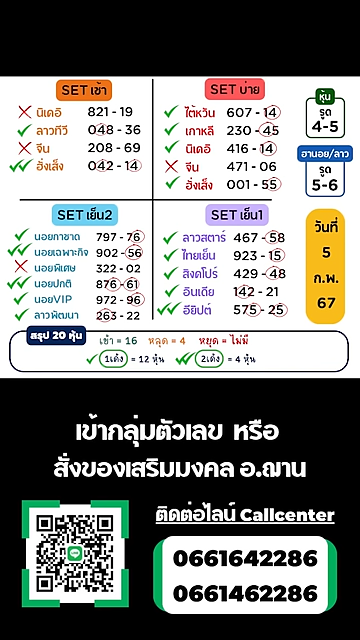 SET เช้า
นิเคอิ 821 - 19
ลาวทีวี 048 - 36
จีน 208 - 69
ฮั่งเส็ง 042 - 14
SET บ่าย
ไต้หวัน 607 - 14
เกาหลี 230 - 45
นิเคอิ 416 - 14
จีน 471 - 06
ฮั่งเส็ง 001 - 55
หุ้น
รูด
4-5
ฮานอย/ลาว
รูด
5-6
SET เย็น2
นอยกาชาด 797 - 76
นอยเฉพาะกิจ 902 - 56
นอยพิเศษ 322 - 02
นอยปกติ 876 - 61
นอยVIP 972 - 96
ลาวพัฒนา 263 - 22
SET เย็น1
ลาวสตาร์ 467 - 58
ไทยเย็น 923 - 15
สิงคโปร์ 429 - 48
อินเดีย 142 - 21
อียิปต์ 575 - 25
วันที่
5
ก.พ.
67
สรุป 20 หุ้น
เข้า = 16 หลุด = 4 หยุด = ไม่มี
1เด้ง = 12 หุ้น 2เด้ง = 4 หุ้น
เข้ากลุ่มตัวเลข หรือ
สั่งของเสริมมงคล อ.ฌาน
ติดต่อไลน์ Callcenter
0661642286
0661462286